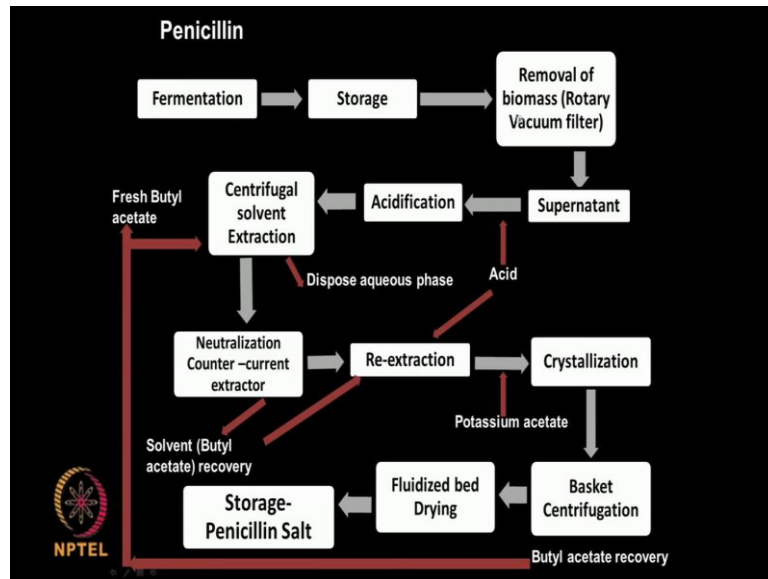 Penicillin
Fermentation
Storage
Removal of
biomass (Rotary
Vacuum filter)
Fresh Butyl
acetate
Centrifugal
solvent
Extraction
Acidification
Supernatant
Dispose aqueous phase
Acid
Neutralization
Counter –current
extractor
Re-extraction
Crystallization
Solvent (Butyl
acetate) recovery
Potassium acetate
Storage-
Penicillin Salt
Fluidized bed
Drying
Basket
Centrifugation
NPTEL
Butyl acetate recovery